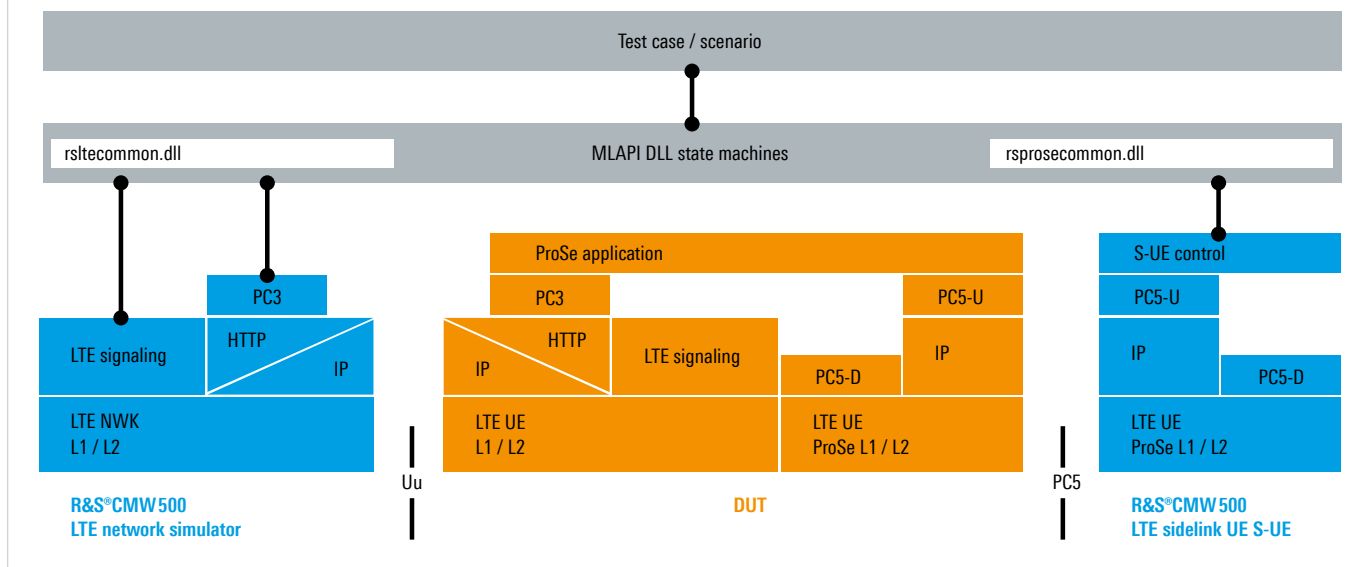 Test case / scenario
rsltecommon.dll
MLAPI DLL state machines
rsprosecommon.dll
ProSe application
S-UE control
PC3
PC3
PC5-U
PC5-U
LTE signaling
HTTP
IP
IP
HTTP
LTE signaling
PC5-D
IP
IP
PC5-D
LTE NWK
L1 / L2
LTE UE
L1 / L2
LTE UE
ProSe L1 / L2
LTE UE
ProSe L1 / L2
Uu
PC5
R&S®CMW500
LTE network simulator
DUT
R&S®CMW500
LTE sidelink UE S-UE